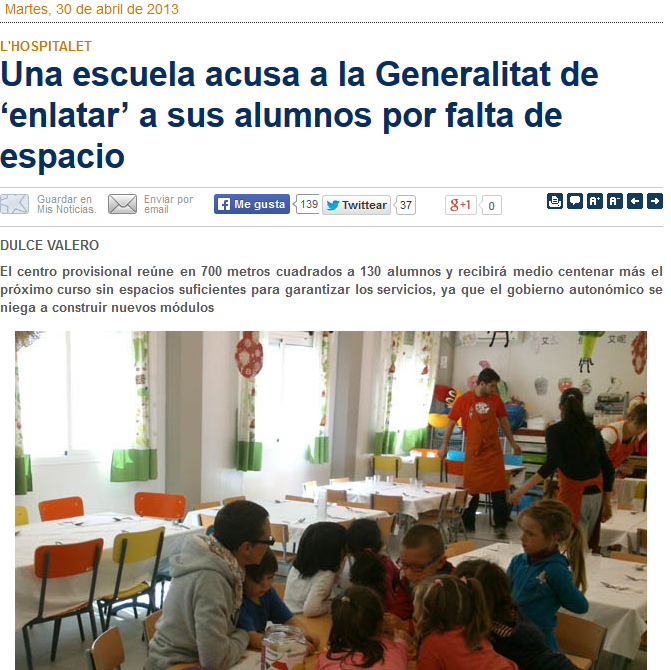 Martes, 30 de abril de 2013
L'HOSPITALET
Una escuela acusa a la Generalitat de
‘enlatar’ a sus alumnos por falta de
espacio
Guardar en
Mis Noticias.
Enviar por
email
Me gusta
139
Twittear
37
g+1
0
A+
A-
DULCE VALERO
El centro provisional reúne en 700 metros cuadrados a 130 alumnos y recibirá medio centenar más el
próximo curso sin espacios suficientes para garantizar los servicios, ya que el gobierno autonómico se
niega a construir nuevos módulos